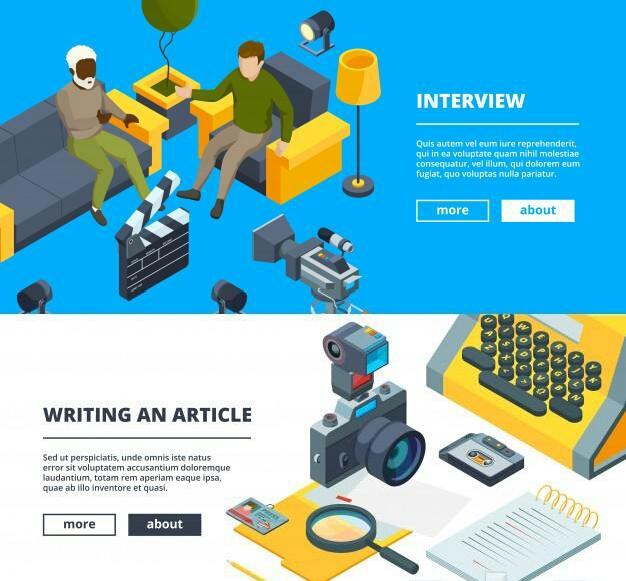 INTERVIEW
Quis autem vel eum iure reprehenderit,
qui in ea voluptate quam nihil molestiae
consequatur, vel illum, qui dolorem eum
fugiat, quo voluptas nulla pariatur.
more about
WRITING AN ARTICLE
Sed ut perspiciatis, unde omnis iste natus
error sit voluptatem accusantium doloremque
laudantium, totam rem aperiam eaque ipsa,
quae ab illo inventore et quasi.
more about